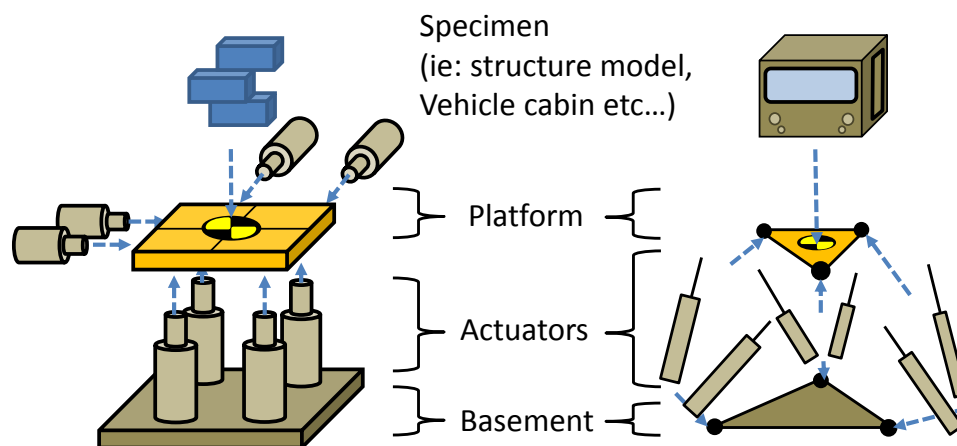 Specimen
(ie: structure model,
Vehicle cabin etc…)
Platform
Actuators
Basement